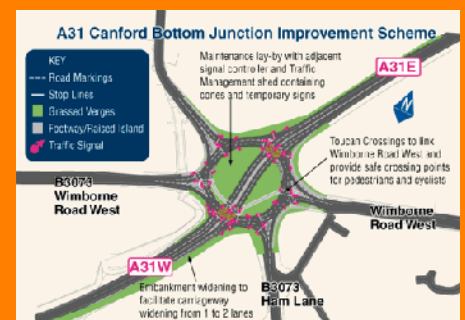 A31 Canford Bottom Junction Improvement Scheme
KEY
Road Markings
Stop Lines
Grassed Verges
Footway/Raised Island
Traffic Signal
Maintenance lay-by with adjacent
signal controller and Traffic
Management shed containing
cones and temporary signs
A31E
N
Toucan Crossings to link
Wimborne Road West and
provide safe crossing points
for pedestrians and cyclists
B3073
Wimborne
Road West
Wimborne
Road West
A31W
Embankment widening to
facilitate carriageway
widening from 1 to 2 lanes
B3073
Ham Lane